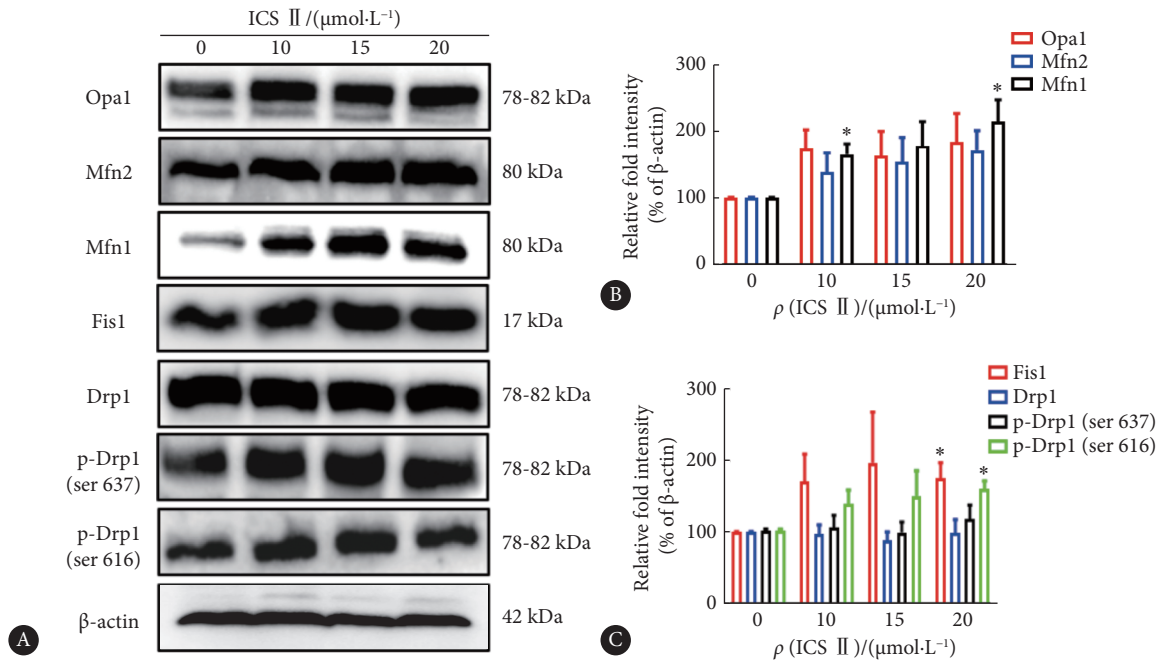 ICS Ⅱ/(μmol·L⁻¹)
0 10 15 20
Opa1 78-82 kDa
Mfn2 80 kDa
Mfn1 80 kDa
Fis1 17 kDa
Drp1 78-82 kDa
p-Drp1
(ser 637) 78-82 kDa
p-Drp1
(ser 616) 78-82 kDa
β-actin 42 kDa
A
Opa1
Mfn2
Mfn1
Relative fold intensity
(% of β-actin)
300
200
100
0
* *
0 10 15 20
ρ (ICS Ⅱ)/(μmol·L⁻¹)
B
Fis1
Drp1
p-Drp1 (ser 637)
p-Drp1 (ser 616)
Relative fold intensity
(% of β-actin)
300
200
100
0
* *
0 10 15 20
ρ (ICS Ⅱ)/(μmol·L⁻¹)
C